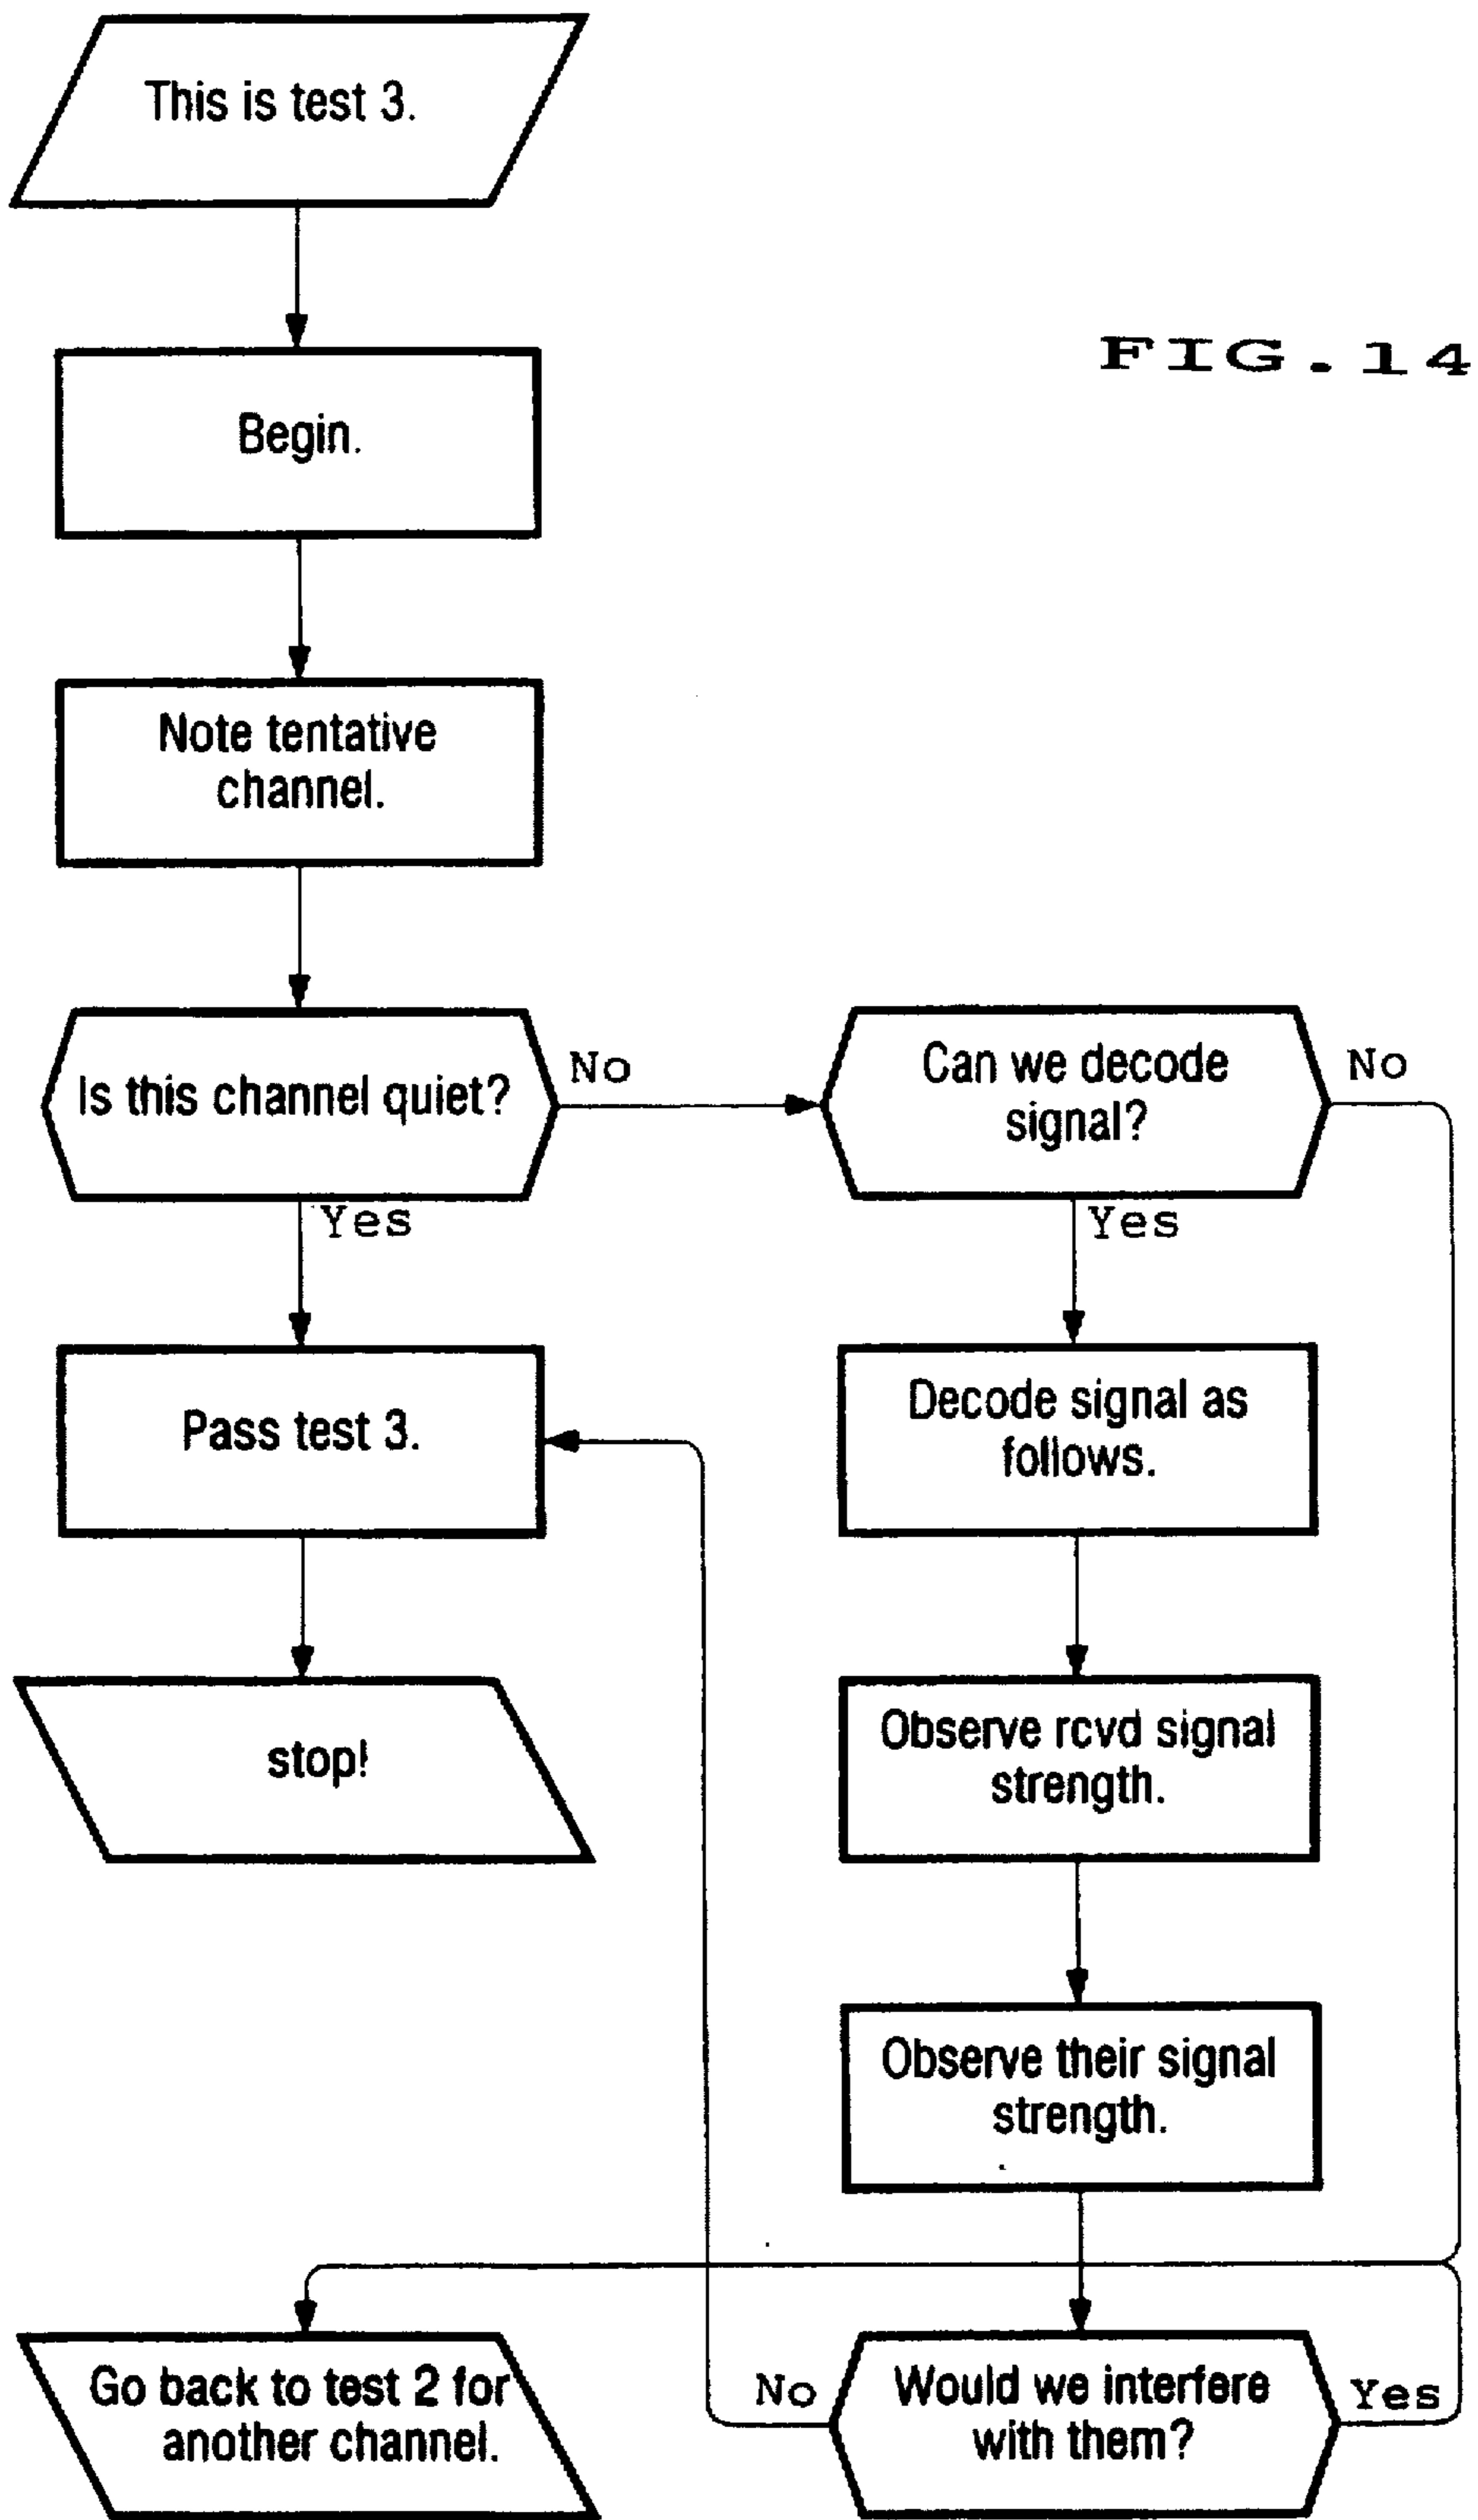 This is test 3.
FIG.14
Begin.
Note tentative
channel.
Is this channel quiet?
No
Can we decode
signal?
No
Yes
Yes
Pass test 3.
Decode signal as
follows.
stop!
Observe rcvd signal
strength.
Observe their signal
strength.
Go back to test 2 for
another channel.
No
Would we interfere
with them?
Yes